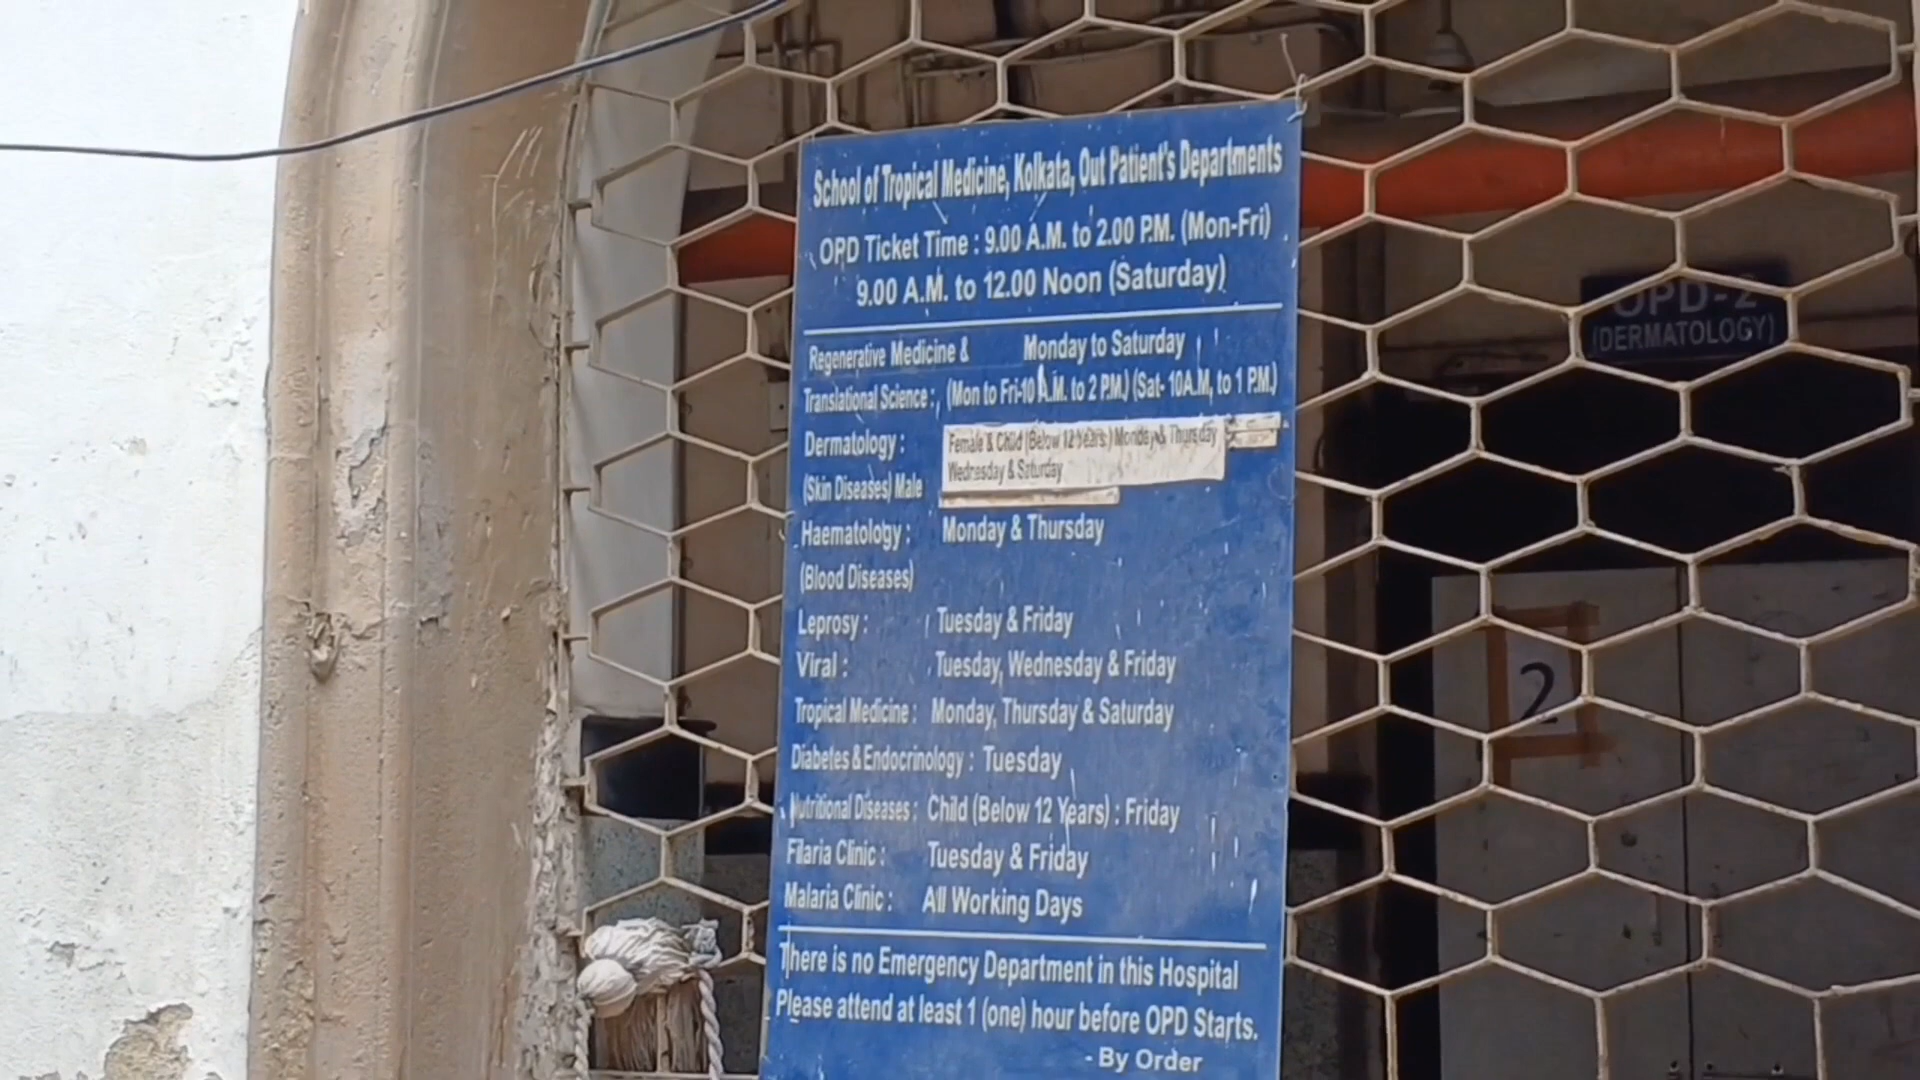 School of Tropical Medicine, Kolkata, Out Patient's Departments
OPD Ticket Time : 9.00 A.M. to 2.00 P.M. (Mon-Fri)
9.00 A.M. to 12.00 Noon (Saturday)
Regenerative Medicine & Monday to Saturday
Translational Science : (Mon to Fri-10 A.M. to 2 P.M.) (Sat- 10A.M. to 1 P.M.)
Dermatology : Female & Child (Below 12 Years:) Monday & Thursday
(Skin Diseases) Male Wednesday & Saturday
Haematology : Monday & Thursday
(Blood Diseases)
Leprosy : Tuesday & Friday
Viral : Tuesday, Wednesday & Friday
Tropical Medicine : Monday, Thursday & Saturday
Diabetes & Endocrinology : Tuesday
Nutritional Diseases : Child (Below 12 Years) : Friday
Filaria Clinic : Tuesday & Friday
Malaria Clinic : All Working Days
There is no Emergency Department in this Hospital
Please attend at least 1 (one) hour before OPD Starts.
- By Order
OPD-2
(DERMATOLOGY)
2